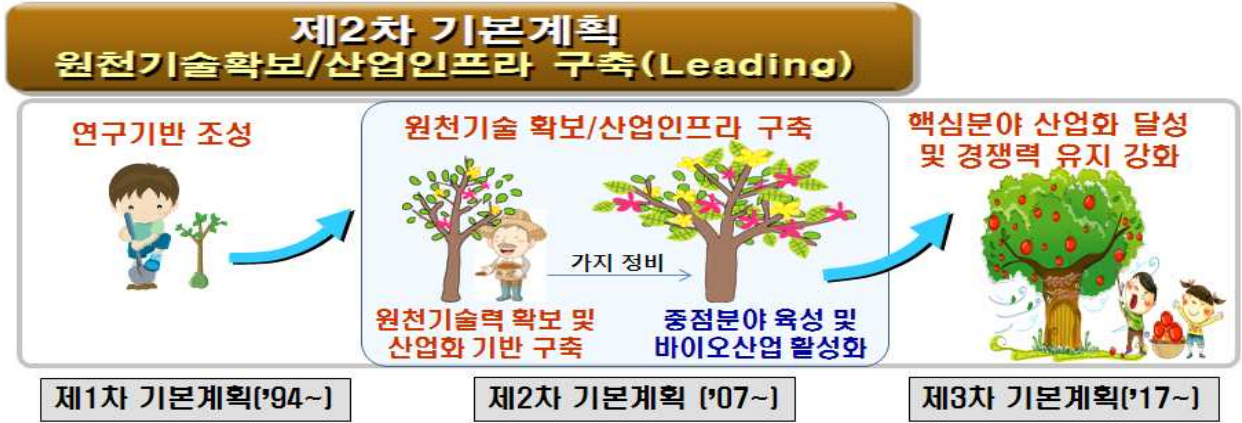 제2차 기본계획
원천기술확보/산업인프라 구축(Leading)
연구기반 조성
원천기술 확보/산업인프라 구축
핵심분야 산업화 달성
및 경쟁력 유지 강화
가지 정비
원천기술력 확보 및
산업화 기반 구축
중점분야 육성 및
바이오산업 활성화
제1차 기본계획('94~)
제2차 기본계획 ('07~)
제3차 기본계획('17~)